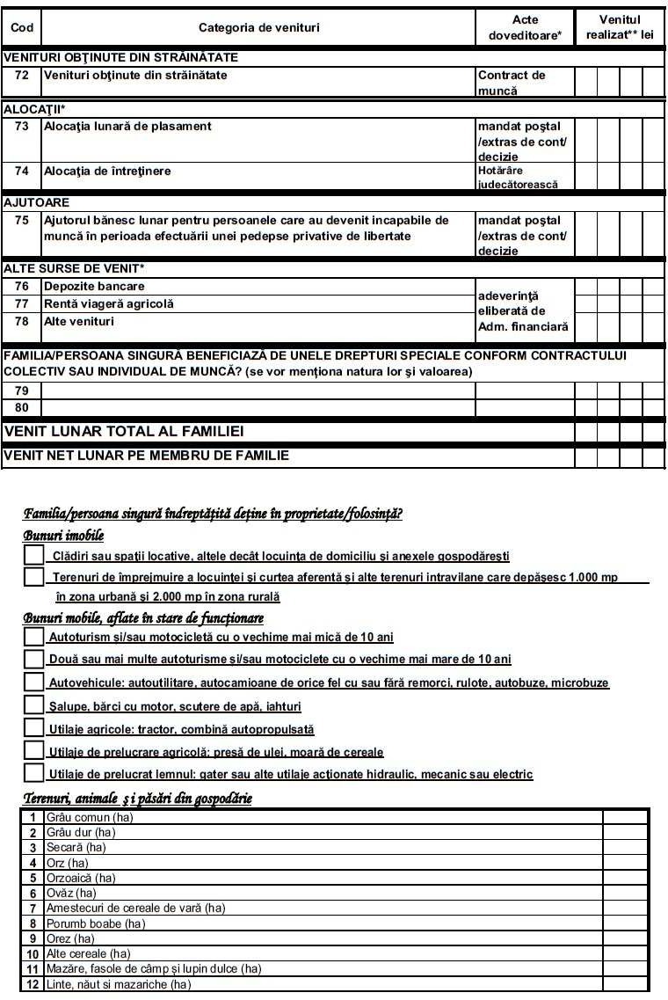 Cod Categoria de venituri Acte doveditoare* Venitul realizat** lei
VENITURI OBŢINUTE DIN STRĂINĂTATE
72 Venituri obţinute din străinătate Contract de muncă
ALOCAŢII*
73 Alocaţia lunară de plasament mandat poştal /extras de cont/ decizie
74 Alocaţia de întreţinere Hotărâre judecătorească
AJUTOARE
75 Ajutorul bănesc lunar pentru persoanele care au devenit incapabile de muncă în perioada efectuării unei pedepse privative de libertate mandat poştal /extras de cont/ decizie
ALTE SURSE DE VENIT*
76 Depozite bancare
77 Rentă viageră agricolă
78 Alte venituri
adeverinţă eliberată de Adm. financiară
FAMILIA/PERSOANA SINGURĂ BENEFICIAZĂ DE UNELE DREPTURI SPECIALE CONFORM CONTRACTULUI
COLECTIV SAU INDIVIDUAL DE MUNCĂ? (se vor menţiona natura lor şi valoarea)
79
80
VENIT LUNAR TOTAL AL FAMILIEI
VENIT NET LUNAR PE MEMBRU DE FAMILIE
Familia/persoana singură îndreptăţită deţine în proprietate/folosinţă?
Bunuri imobile
Clădiri sau spaţii locative, altele decât locuinţa de domiciliu şi anexele gospodăreşti
Terenuri de împrejmuire a locuinţei şi curtea aferentă şi alte terenuri intravilane care depăşesc 1.000 mp
în zona urbană şi 2.000 mp în zona rurală
Bunuri mobile, aflate în stare de funcţionare
Autoturism şi/sau motocicletă cu o vechime mai mică de 10 ani
Două sau mai multe autoturisme şi/sau motociclete cu o vechime mai mare de 10 ani
Autovehicule: autoutilitare, autocamioane de orice fel cu sau fără remorci, rulote, autobuze, microbuze
Şalupe, bărci cu motor, scutere de apă, iahturi
Utilaje agricole: tractor, combină autopropulsată
Utilaje de prelucrare agricolă: presă de ulei, moară de cereale
Utilaje de prelucrat lemnul: gater sau alte utilaje acţionate hidraulic, mecanic sau electric
Terenuri, animale ş i păsări din gospodărie
1 Grâu comun (ha)
2 Grâu dur (ha)
3 Secară (ha)
4 Orz (ha)
5 Orzoaică (ha)
6 Ovăz (ha)
7 Amestecuri de cereale de vară (ha)
8 Porumb boabe (ha)
9 Orez (ha)
10 Alte cereale (ha)
11 Mazăre, fasole de câmp și lupin dulce (ha)
12 Linte, năut si mazariche (ha)